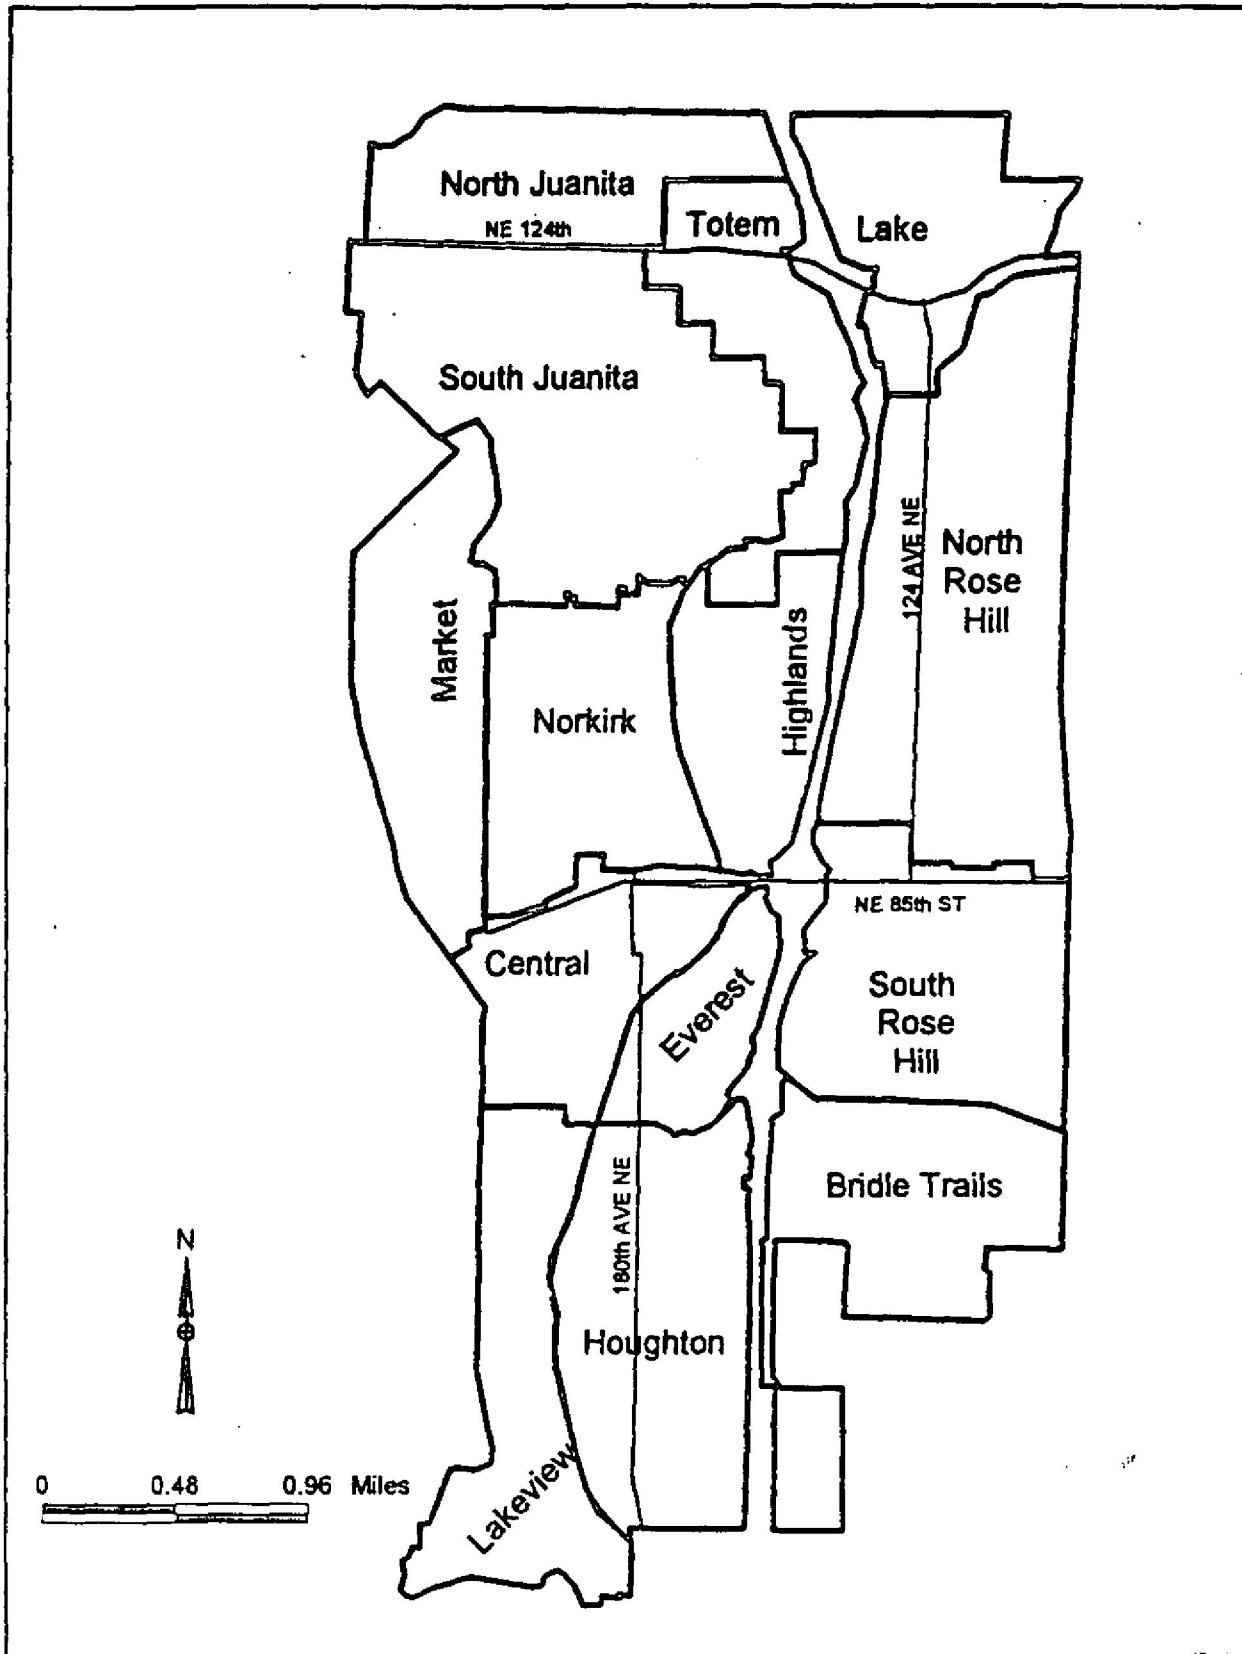 North Juanita
NE 124th
Totem
Lake
South Juanita
124 AVE NE
North
Rose
Hill
Market
Highlands
Norkirk
NE 85th ST
Central
Everest
South
Rose
Hill
180th AVE NE
Bridle Trails
Houghton
Lakeview
N
0 0.48 0.96 Miles